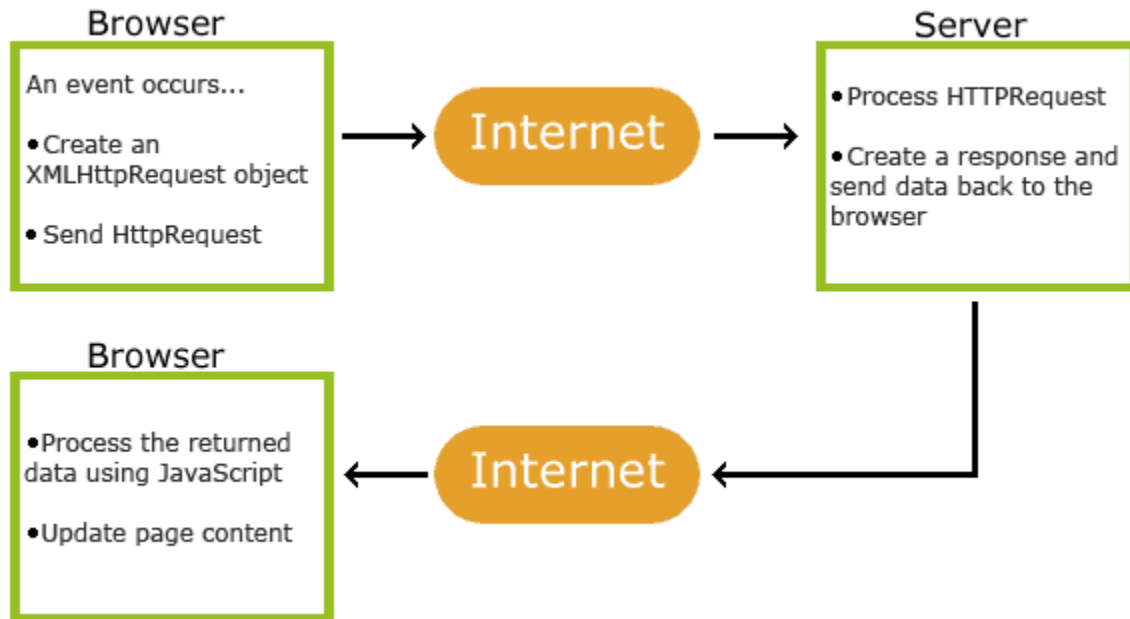 Browser
An event occurs...
•Create an
XMLHttpRequest object
• Send HttpRequest
Internet
Server
•Process HTTPRequest
•Create a response and
send data back to the
browser
Browser
•Process the returned
data using JavaScript
•Update page content
Internet